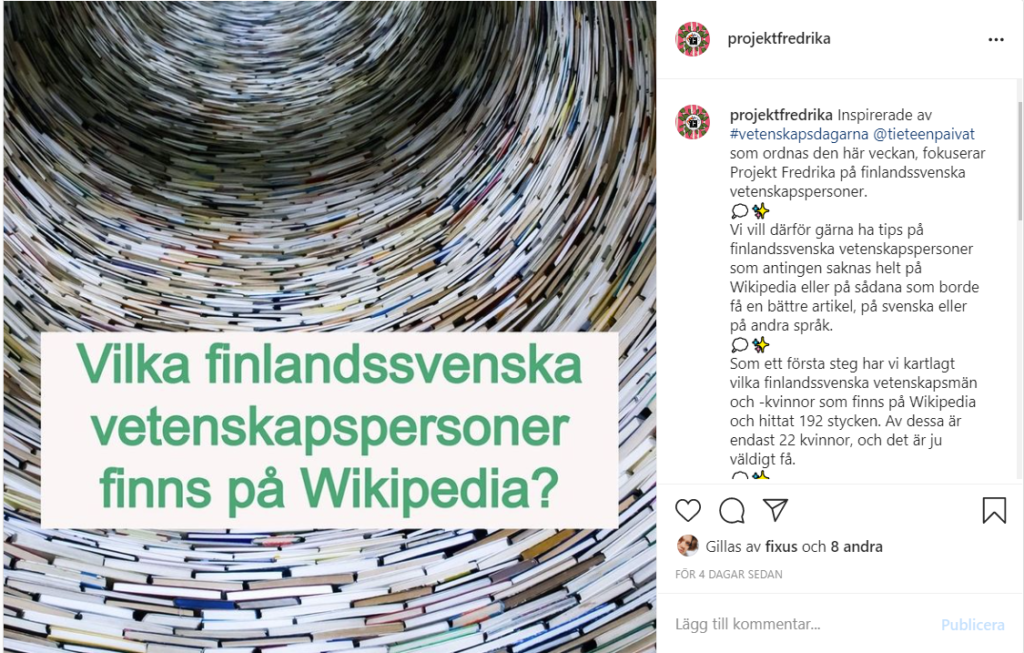 Vilka finlandssvenska
vetenskapspersoner
finns på Wikipedia?
projektfredrika
projektfredrika Inspirerade av
#vetenskapsdagarna @tieteenpaivat
som ordnas den här veckan, fokuserar
Projekt Fredrika på finlandssvenska
vetenskapspersoner.
💭✨
Vi vill därför gärna ha tips på
finlandssvenska vetenskapspersoner
som antingen saknas helt på
Wikipedia eller på sådana som borde
få en bättre artikel, på svenska eller
på andra språk.
💭✨
Som ett första steg har vi kartlagt
vilka finlandssvenska vetenskapsmän
och -kvinnor som finns på Wikipedia
och hittat 192 stycken. Av dessa är
endast 22 kvinnor, och det är ju
väldigt få.
💭✨
Gillas av fixus och 8 andra
FÖR 4 DAGAR SEDAN
Lägg till kommentar... Publicera